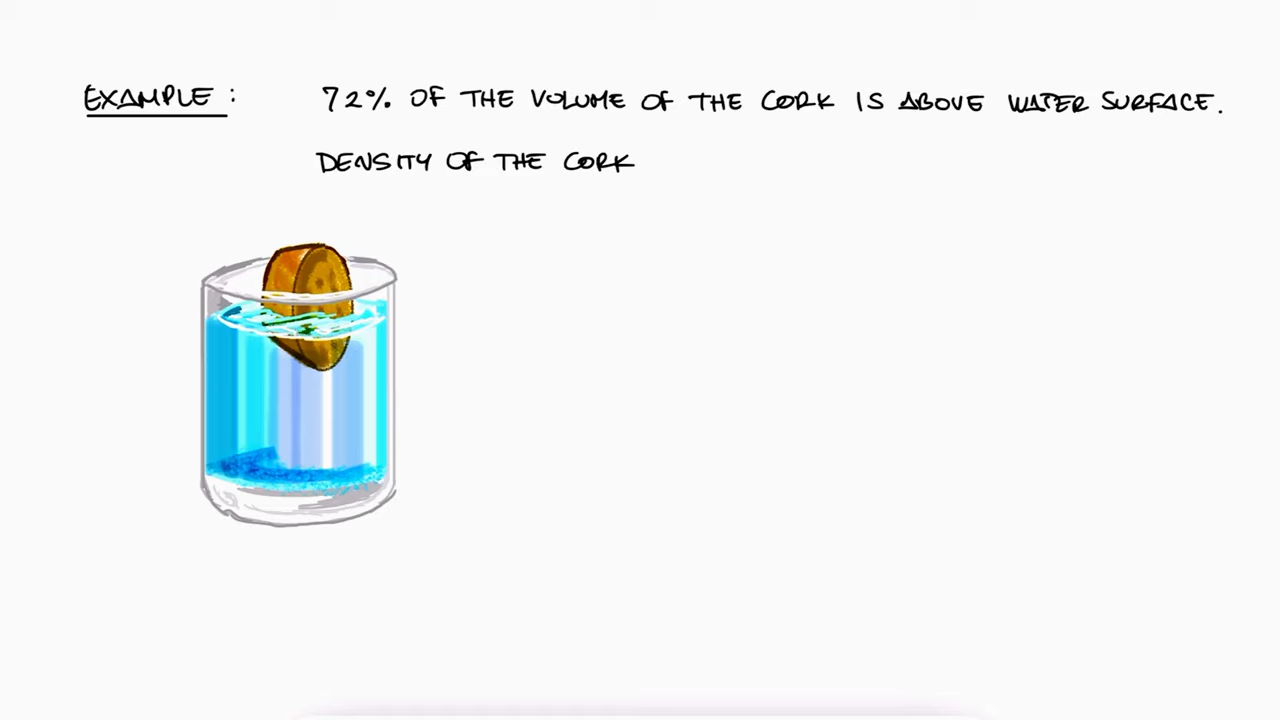 EXAMPLE: 72% OF THE VOLUME OF THE CORK IS ABOVE WATER SURFACE.
DENSITY OF THE CORK